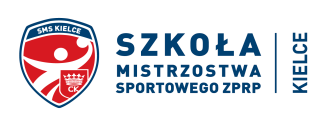 SMS KIELCE
CK
SZKOŁA
MISTRZOSTWA
SPORTOWEGO ZPRP
KIELCE